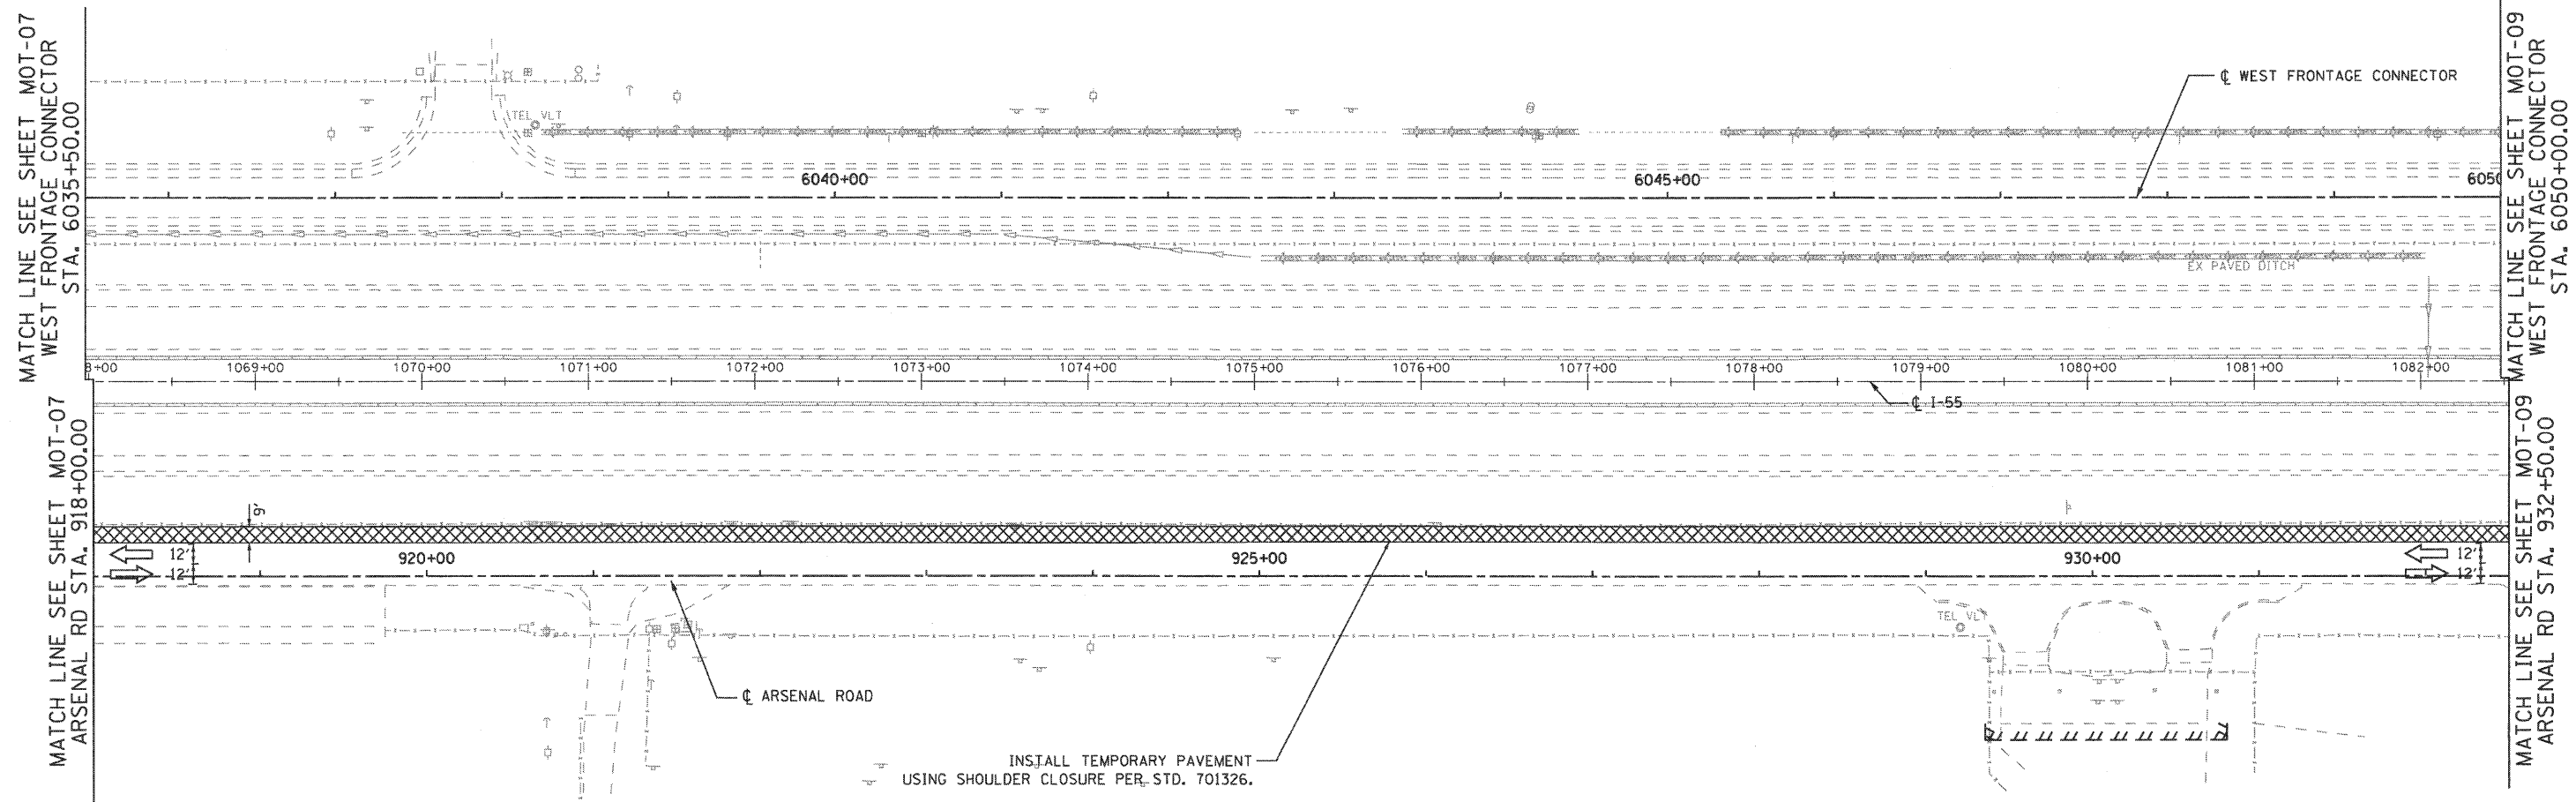 MATCH LINE SEE SHEET MOT-07
WEST FRONTAGE CONNECTOR
STA. 6035+50.00
MATCH LINE SEE SHEET MOT-09
WEST FRONTAGE CONNECTOR
STA. 6050+00.00
℄ WEST FRONTAGE CONNECTOR
TEL VLT
6040+00
6045+00
6050
EX PAVED DITCH
8+00
1069+00
1070+00
1071+00
1072+00
1073+00
1074+00
1075+00
1076+00
1077+00
1078+00
1079+00
1080+00
1081+00
1082+00
℄ I-55
MATCH LINE SEE SHEET MOT-07
ARSENAL RD STA. 918+00.00
MATCH LINE SEE SHEET MOT-09
ARSENAL RD STA. 932+50.00
9'
12'
12'
920+00
925+00
930+00
12'
12'
TEL VLT
℄ ARSENAL ROAD
INSTALL TEMPORARY PAVEMENT
USING SHOULDER CLOSURE PER STD. 701326.